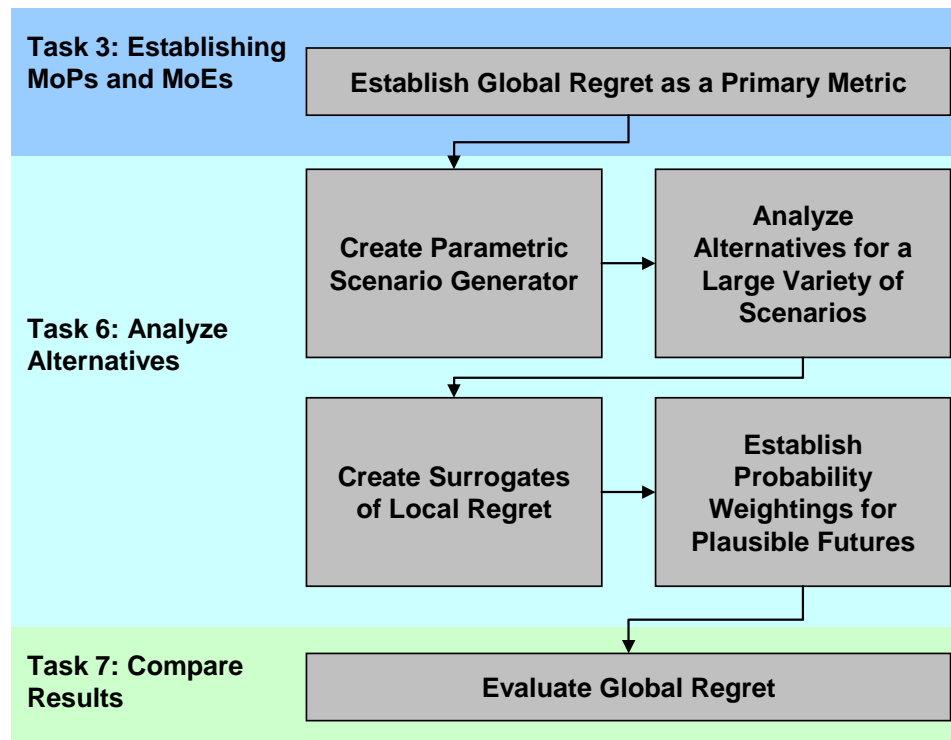 Task 3: Establishing
MoPs and MoEs
Establish Global Regret as a Primary Metric
Task 6: Analyze
Alternatives
Create Parametric
Scenario Generator
Analyze
Alternatives for a
Large Variety of
Scenarios
Create Surrogates
of Local Regret
Establish
Probability
Weightings for
Plausible Futures
Task 7: Compare
Results
Evaluate Global Regret